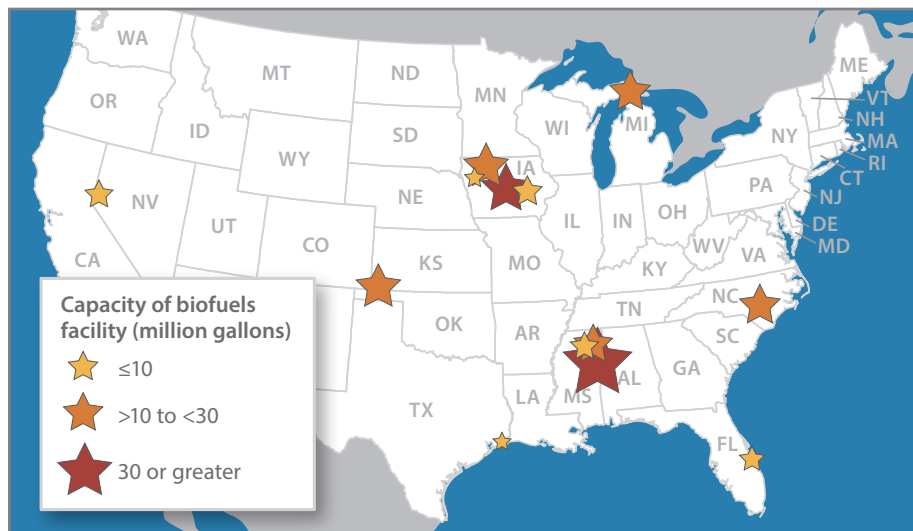 WA
MT
ND
MN
ME
VT
NH
MA
RI
CT
OR
ID
SD
WI
MI
NY
WY
IA
PA
NJ
NV
NE
UT
CO
IL
IN
OH
DE
MD
CA
KS
MO
WV
VA
KY
NC
TN
OK
AR
SC
MS
AL
GA
TX
LA
FL
Capacity of biofuels
facility (million gallons)
≤10
>10 to <30
30 or greater